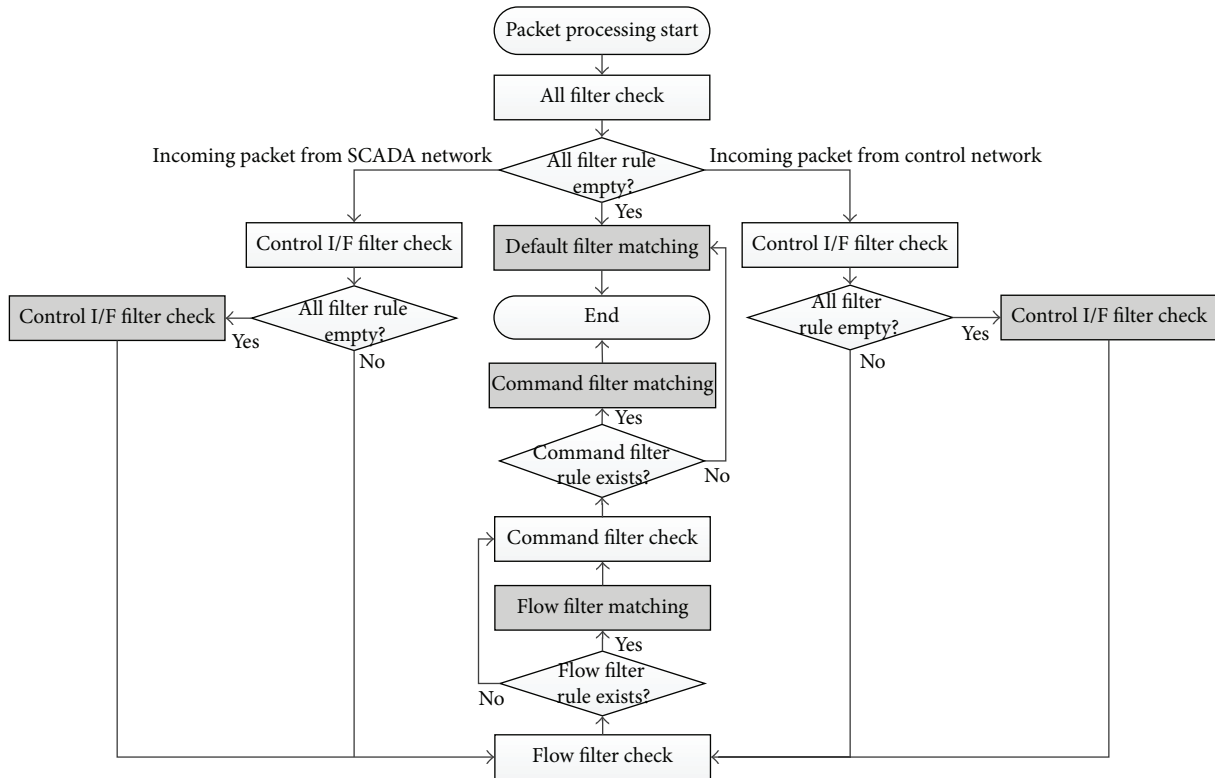 Packet processing start
All filter check
Incoming packet from SCADA network
All filter rule
empty?
Incoming packet from control network
Yes
Control I/F filter check
Default filter matching
Control I/F filter check
Control I/F filter check
Yes
All filter rule
empty?
No
End
All filter
rule empty?
No
Yes
Control I/F filter check
Command filter matching
Yes
Command filter
rule exists?
No
Command filter check
Flow filter matching
Yes
Flow filter
rule exists?
No
Flow filter check